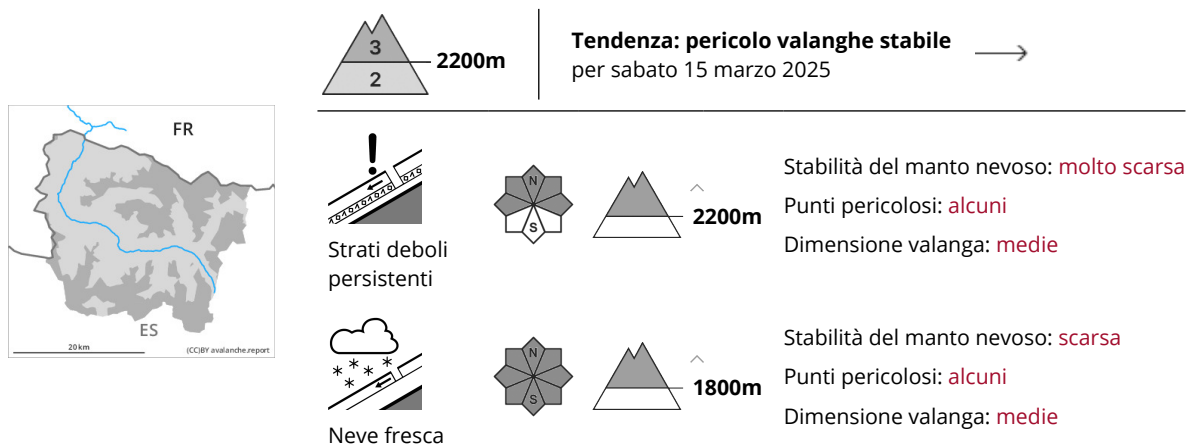 3
2
2200m
Tendenza: pericolo valanghe stabile
per sabato 15 marzo 2025
FR
ES
20 km
(CC)BY avalanche.report
Strati deboli
persistenti
N
S
2200m
Stabilità del manto nevoso: molto scarsa
Punti pericolosi: alcuni
Dimensione valanga: medie
Neve fresca
N
S
1800m
Stabilità del manto nevoso: scarsa
Punti pericolosi: alcuni
Dimensione valanga: medie